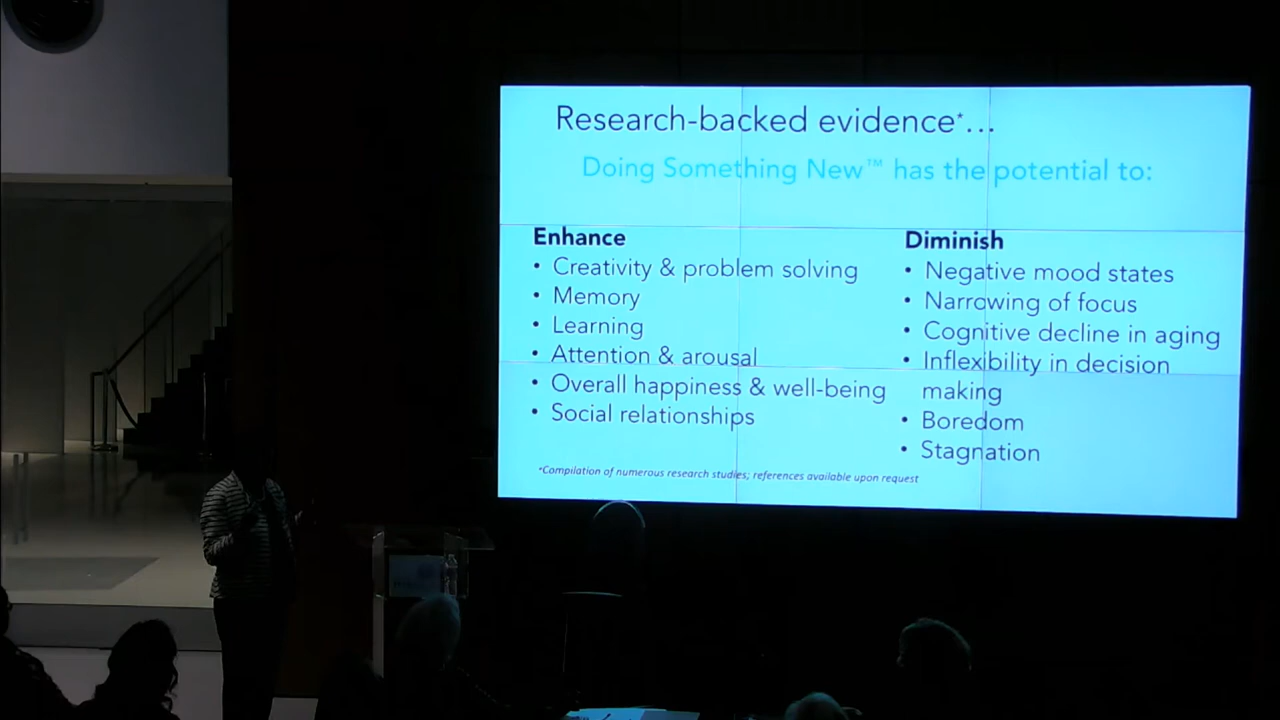 Research-backed evidence*...
Doing Something New™ has the potential to:
Enhance
• Creativity & problem solving
• Memory
• Learning
• Attention & arousal
• Overall happiness & well-being
• Social relationships
Diminish
• Negative mood states
• Narrowing of focus
• Cognitive decline in aging
• Inflexibility in decision
making
• Boredom
• Stagnation
*Compilation of numerous research studies; references available upon request